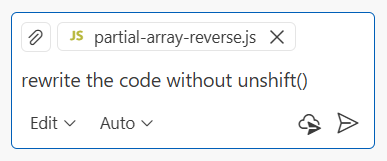 JS partial-array-reverse.js
rewrite the code without unshift()
Edit Auto